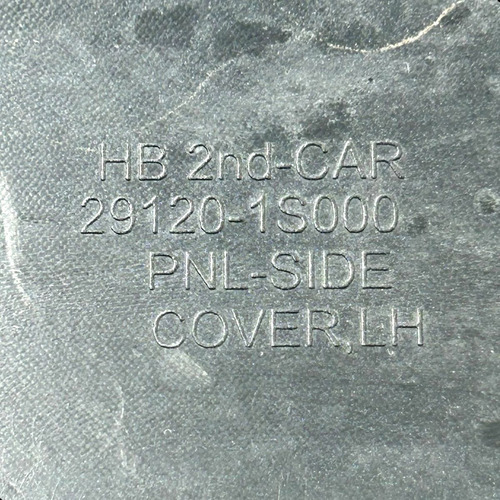 HB 2nd-CAR
29120-1S000
PNL-SIDE
COVER,LH